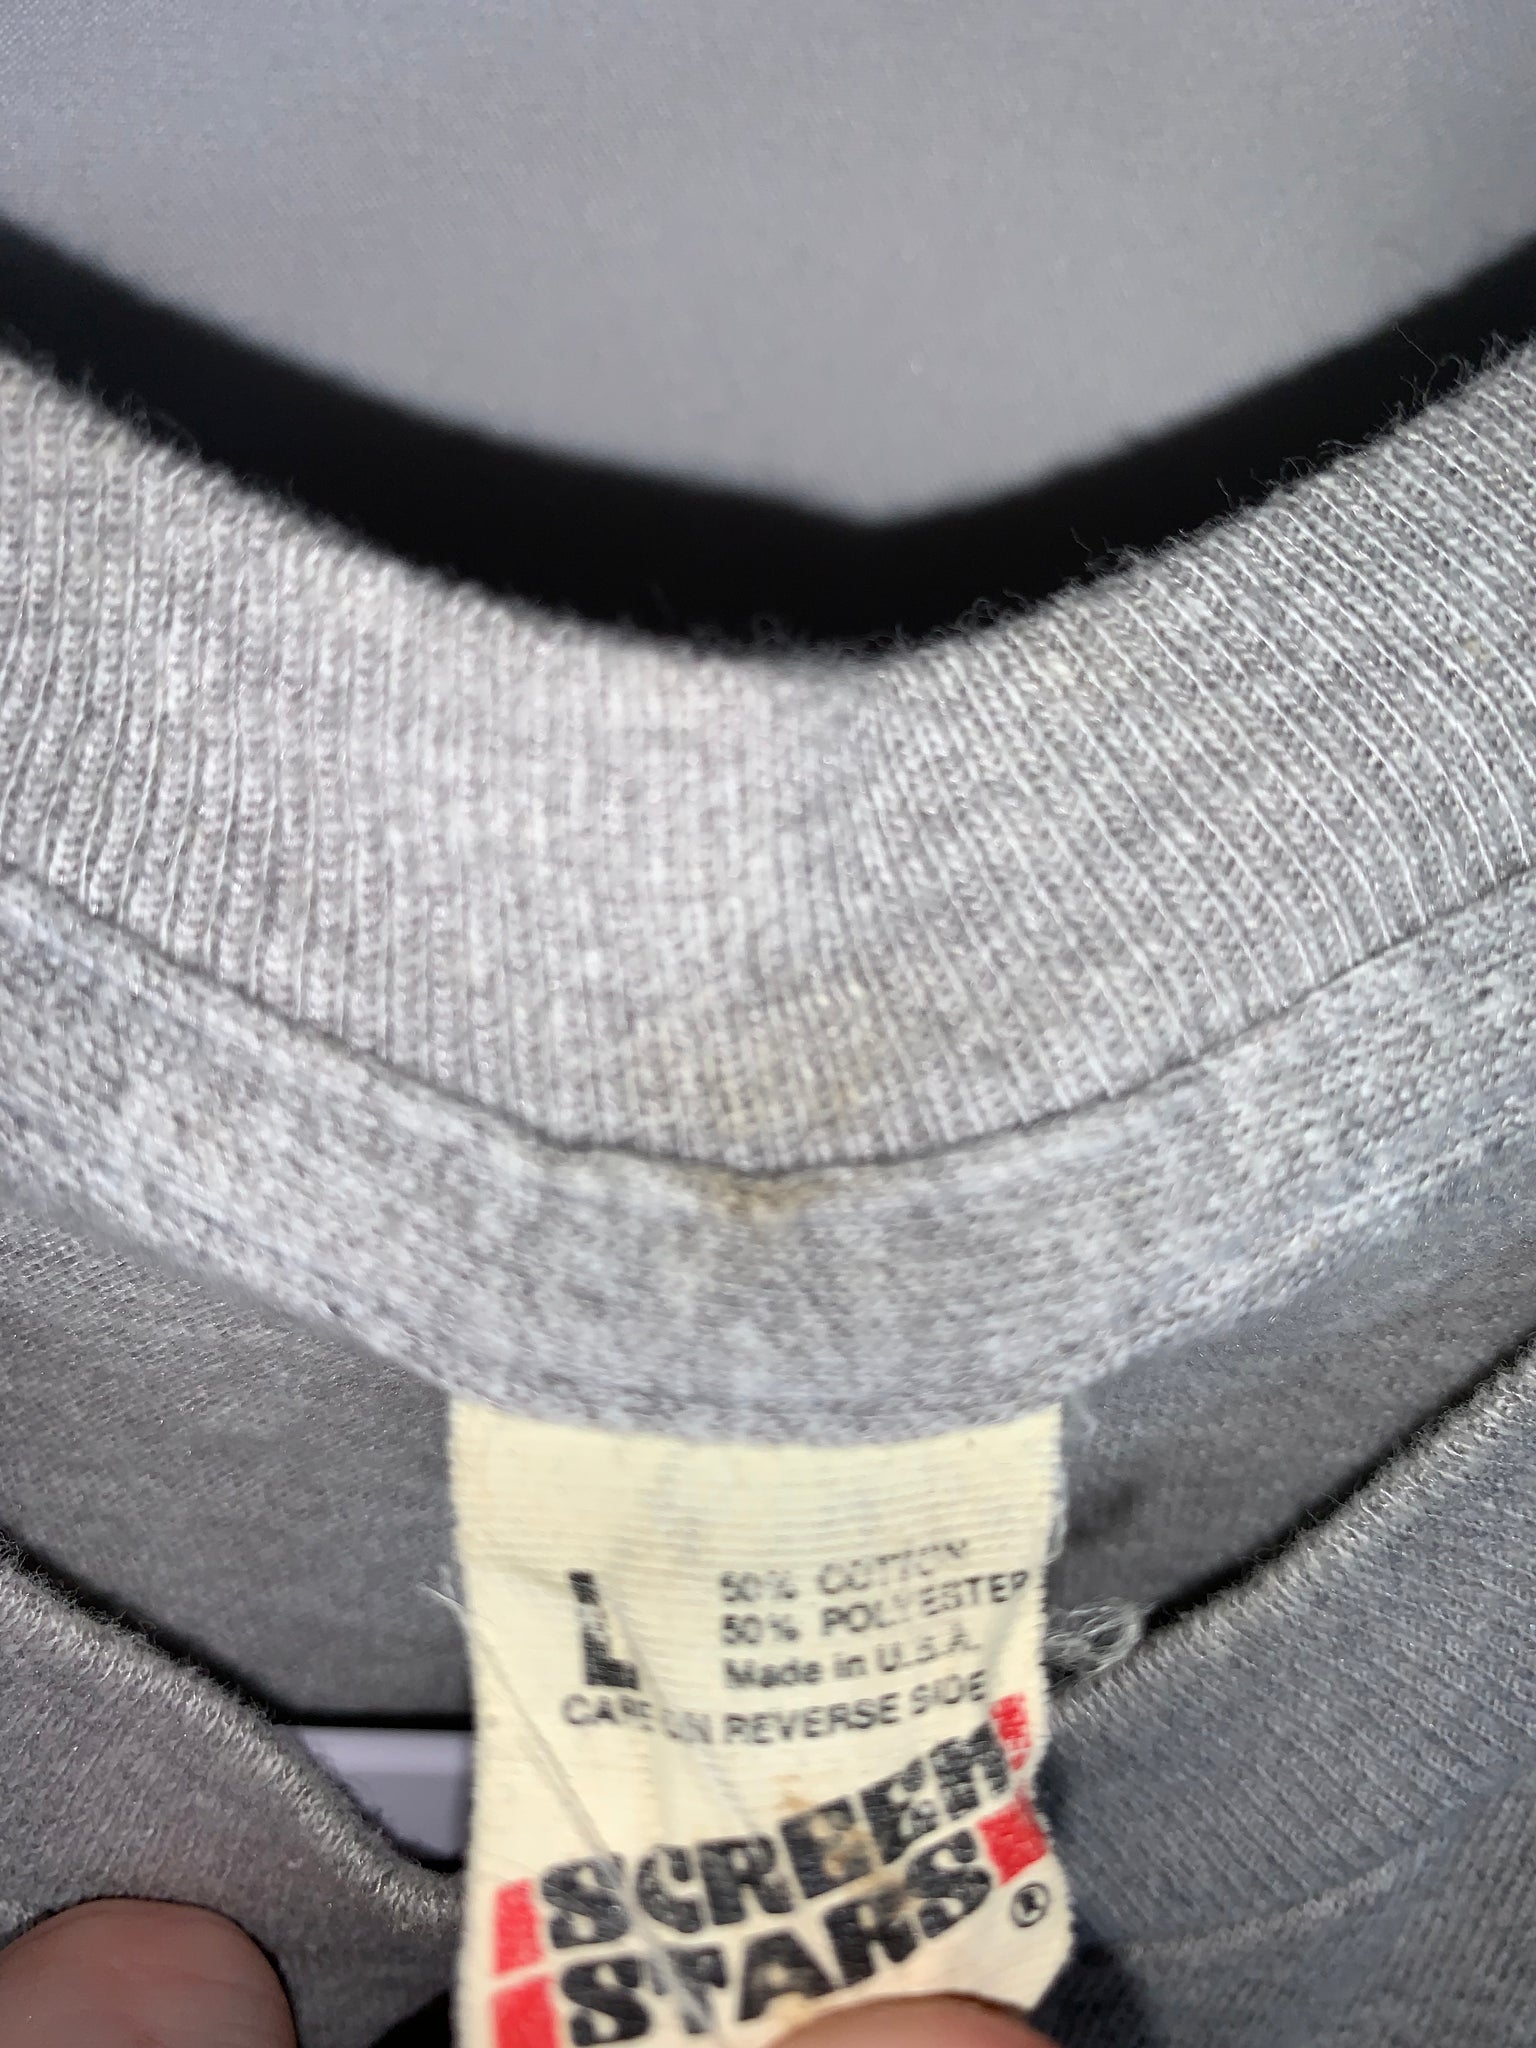 L
50% COTTON
50% POLYESTER
Made in U.S.A.
CARE ON REVERSE SIDE
SCREEN
STARS
®